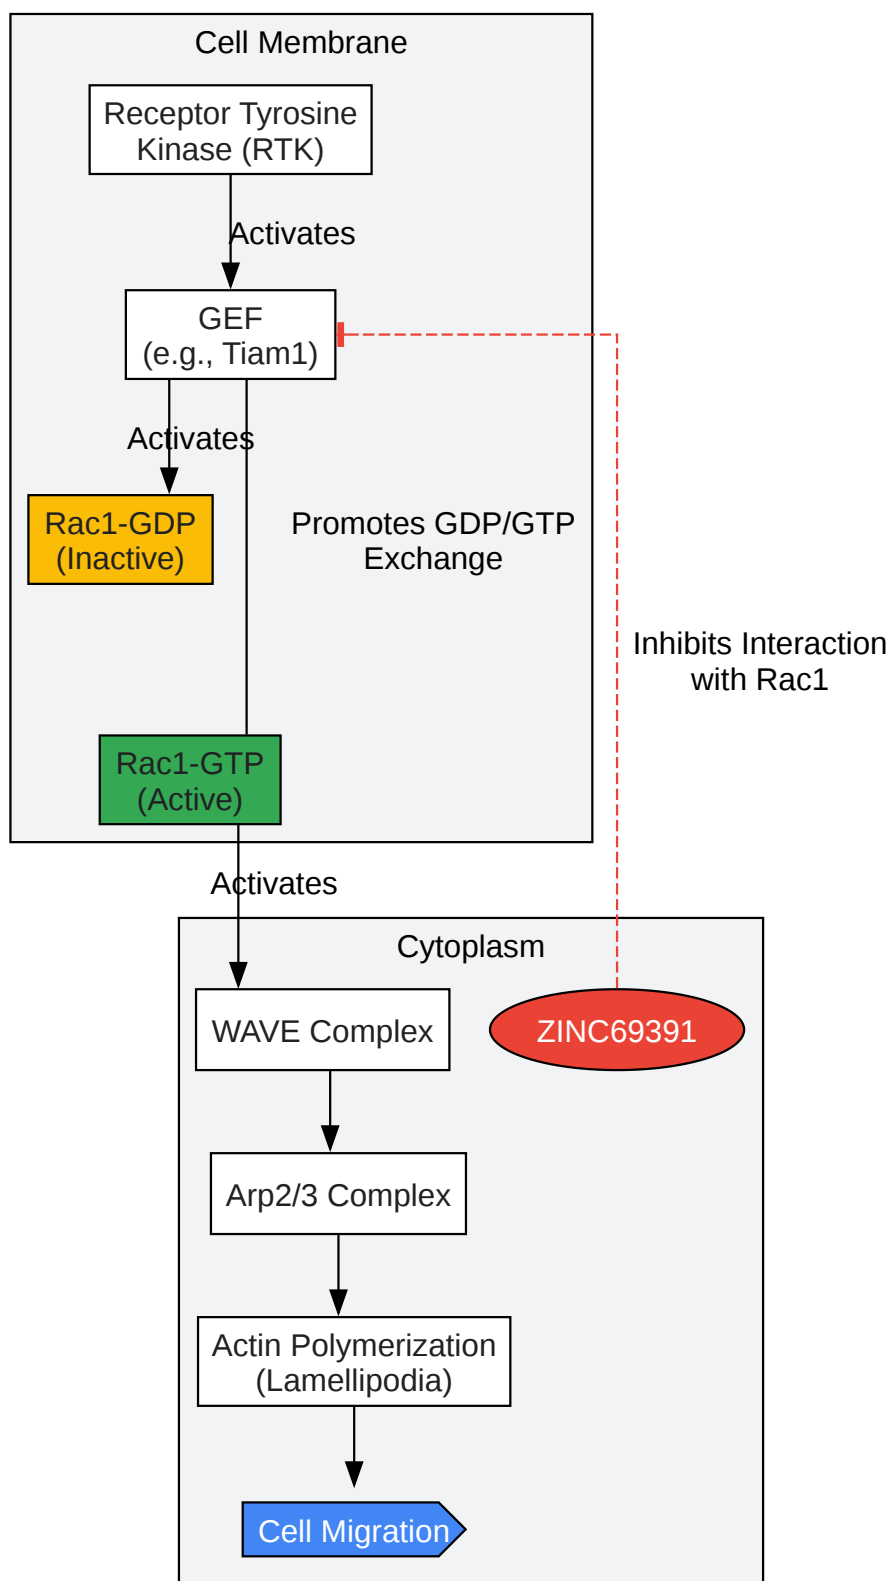 Cell Membrane
Receptor Tyrosine
Kinase (RTK)
Activates
GEF
(e.g., Tiam1)
Activates
Rac1-GDP
(Inactive)
Promotes GDP/GTP
Exchange
Inhibits Interaction
with Rac1
Rac1-GTP
(Active)
Activates
Cytoplasm
WAVE Complex
ZINC69391
Arp2/3 Complex
Actin Polymerization
(Lamellipodia)
Cell Migration